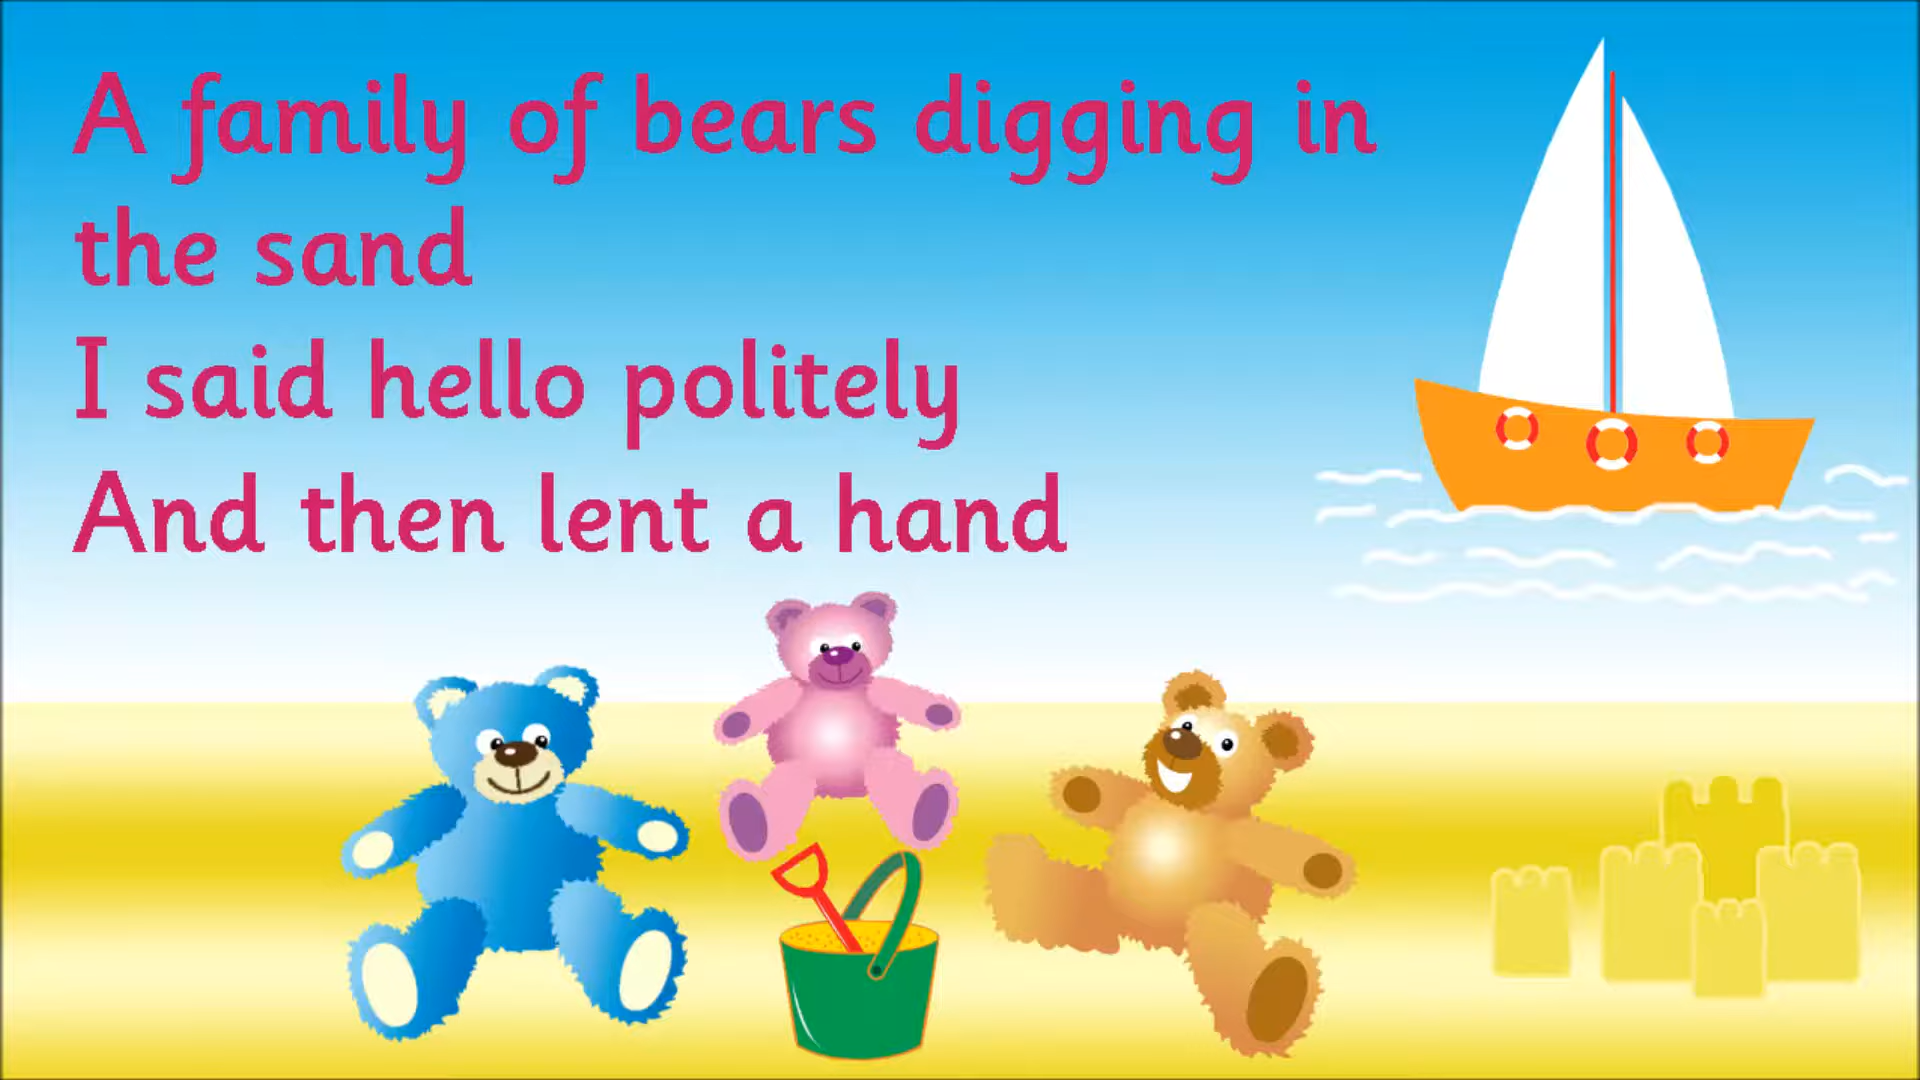 A family of bears digging in
the sand
I said hello politely
And then lent a hand